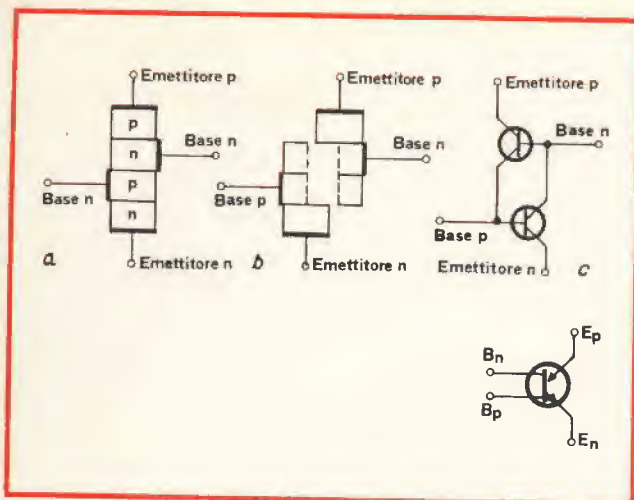 Emettitore p
p
n
p
n
Base n
Base n
Emettitore n
a
Emettitore p
Base n
Base p
Emettitore n
b
Emettitore p
Base n
Base p
Emettitore n
c
Ep
Bn
Bp
En